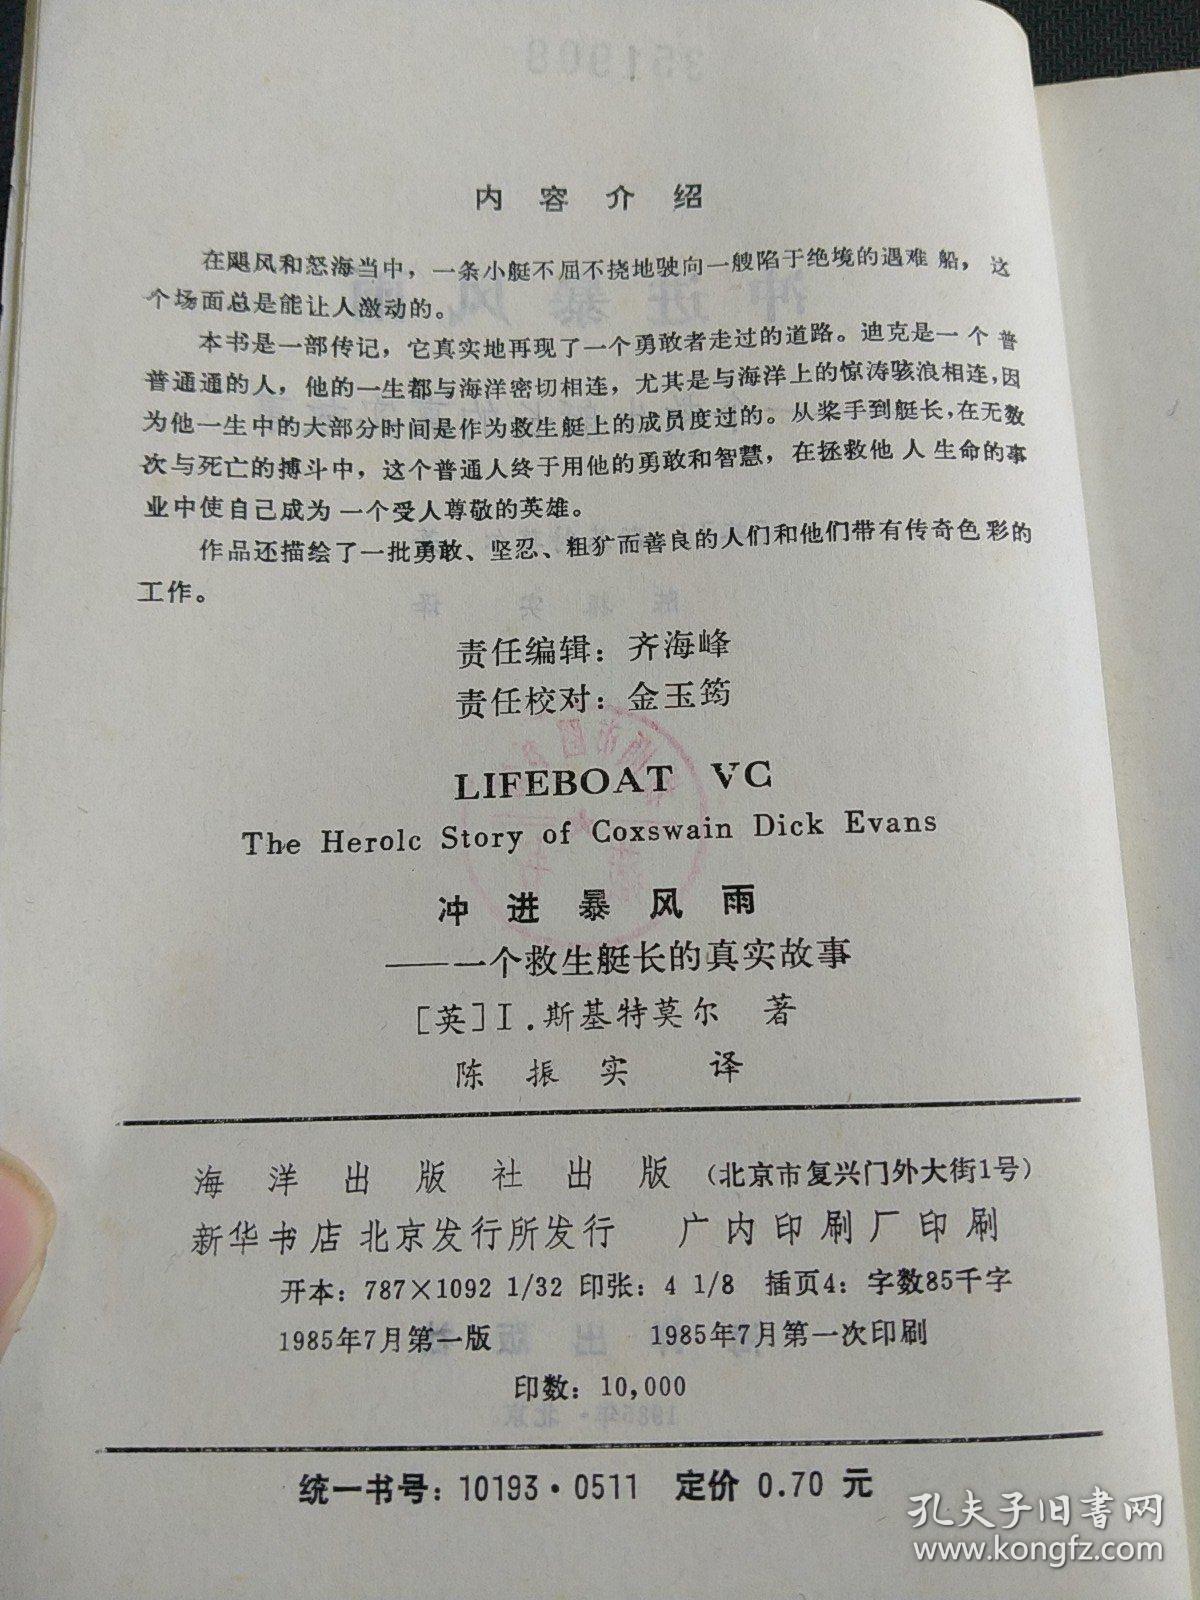 内容介绍
在飓风和怒海当中，一条小艇不屈不挠地驶向一艘陷于绝境的遇难船，这
个场面总是能让人激动的。
本书是一部传记，它真实地再现了一个勇敢者走过的道路。迪克是一个普
普通通的人，他的一生都与海洋密切相连，尤其是与海洋上的惊涛骇浪相连，因
为他一生中的大部分时间是作为救生艇上的成员度过的。从桨手到艇长，在无数
次与死亡的搏斗中，这个普通人终于用他的勇敢和智慧，在拯救他人生命的事
业中使自己成为一个受人尊敬的英雄。
作品还描绘了一批勇敢、坚忍、粗犷而善良的人们和他们带有传奇色彩的
工作。
责任编辑：齐海峰
责任校对：金玉筠
LIFEBOAT VC
The Herolc Story of Coxswain Dick Evans
冲进暴风雨
——一个救生艇长的真实故事
[英]I.斯基特莫尔 著
陈振实 译
海洋出版社出版（北京市复兴门外大街1号）
新华书店北京发行所发行 广内印刷厂印刷
开本：787×1092 1/32 印张：4 1/8 插页4：字数85千字
1985年7月第一版 1985年7月第一次印刷
印数：10,000
统一书号：10193·0511 定价 0.70 元
孔夫子旧书网
www.kongfz.com